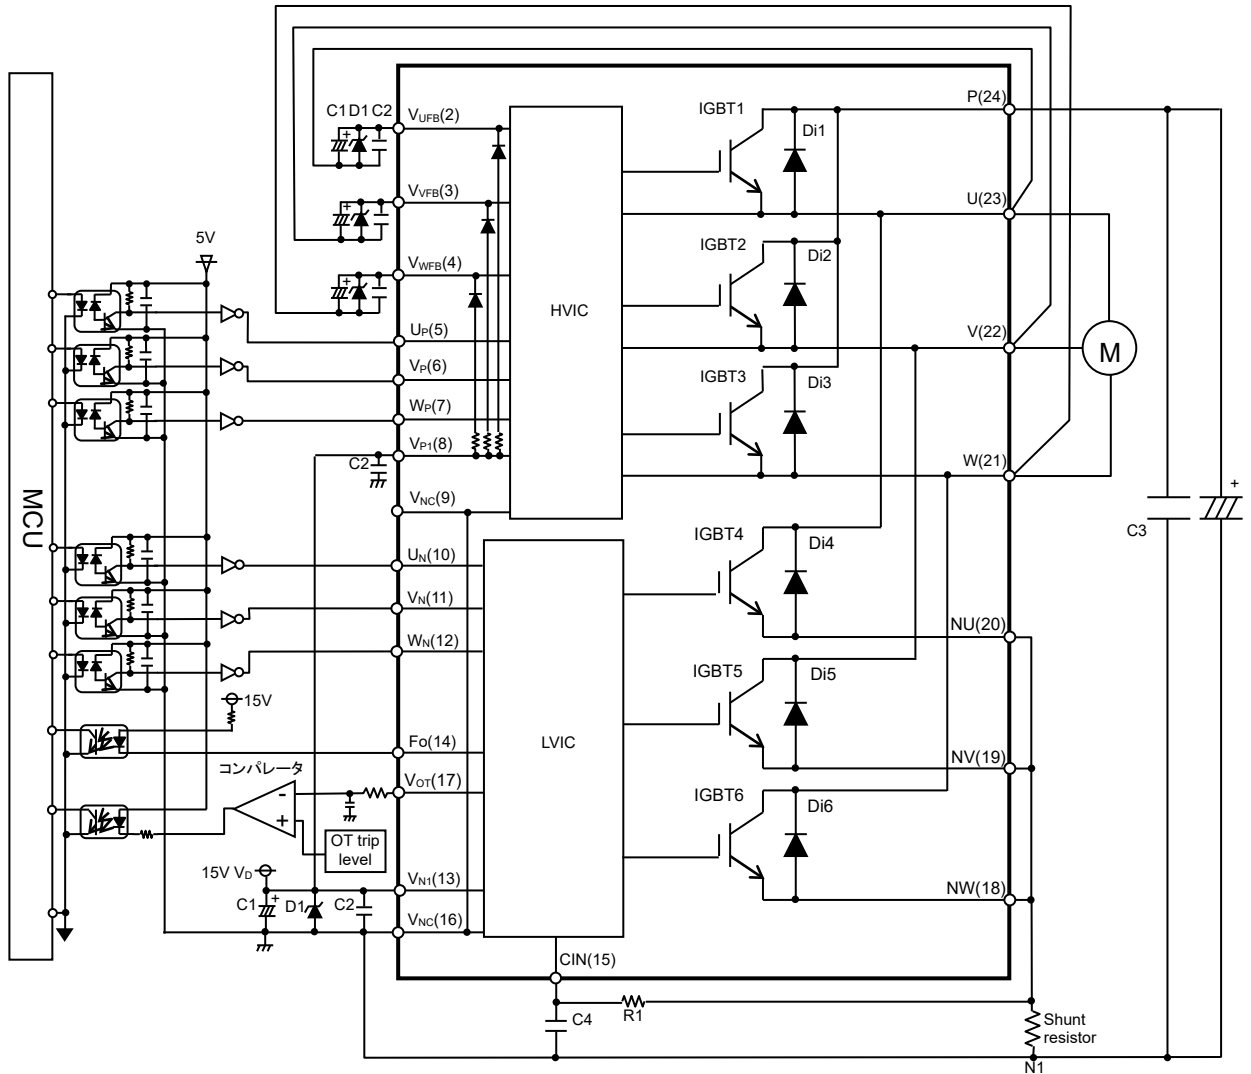 C1 D1 C2
VUFB(2)
VVFB(3)
VWFB(4)
UP(5)
VP(6)
WP(7)
VP1(8)
C2
VNC(9)
UN(10)
VN(11)
WN(12)
Fo(14)
VOT(17)
VN1(13)
VNC(16)
CIN(15)
HVIC
LVIC
IGBT1
Di1
IGBT2
Di2
IGBT3
Di3
IGBT4
Di4
IGBT5
Di5
IGBT6
Di6
P(24)
U(23)
V(22)
W(21)
NU(20)
NV(19)
NW(18)
M
C3
+
+
+
+
5V
MCU
15V
コンパレータ
-
+
OT trip
level
15V VD
C1
+
D1
C2
C4
R1
Shunt
resistor
N1